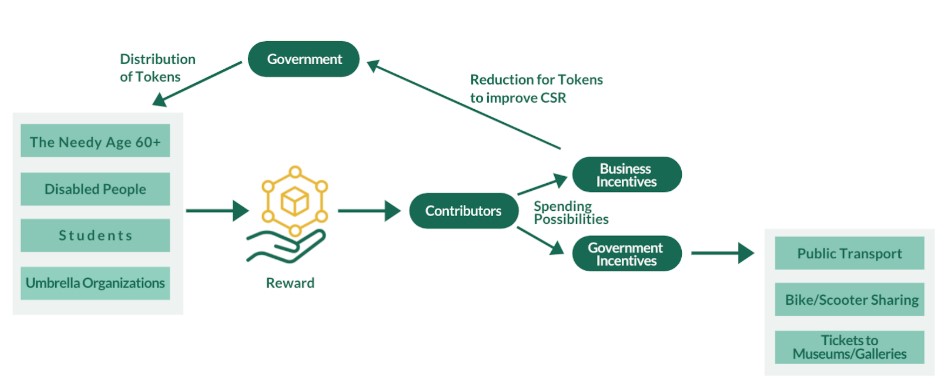 Distribution
of Tokens
Government
Reduction for Tokens
to improve CSR
The Needy Age 60+
Disabled People
Students
Umbrella Organizations
Reward
Contributors
Business
Incentives
Spending
Possibilities
Government
Incentives
Public Transport
Bike/Scooter Sharing
Tickets to
Museums/Galleries